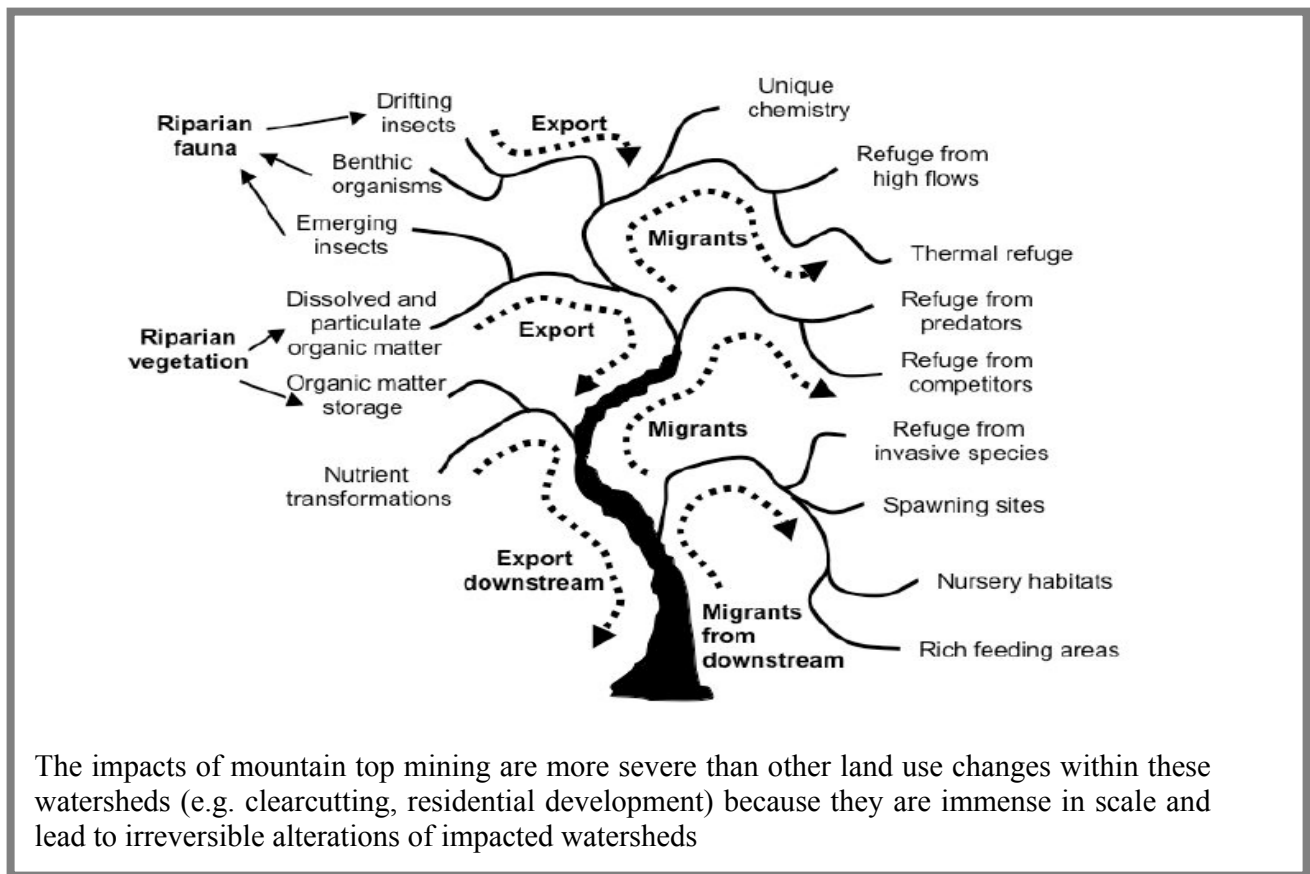 Unique
chemistry
Drifting
insects
Export
Riparian
fauna
Refuge from
high flows
Benthic
organisms
Emerging
insects
Migrants
Thermal refuge
Dissolved and
particulate
organic matter
Riparian
vegetation
Export
Refuge from
predators
Refuge from
competitors
Organic matter
storage
Migrants
Refuge from
invasive species
Nutrient
transformations
Spawning sites
Export
downstream
Nursery habitats
Migrants
from
downstream
Rich feeding areas
The impacts of mountain top mining are more severe than other land use changes within these
watersheds (e.g. clearcutting, residential development) because they are immense in scale and
lead to irreversible alterations of impacted watersheds